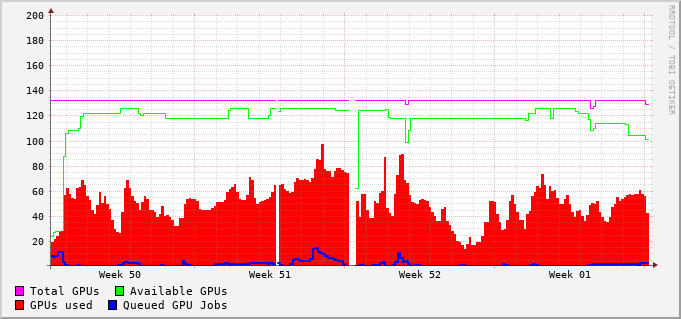 200
180
160
140
120
100
80
60
40
20
Week 50 Week 51 Week 52 Week 01
Total GPUs Available GPUs
GPUs used Queued GPU Jobs
RRDTOOL / TOBI OETIKER